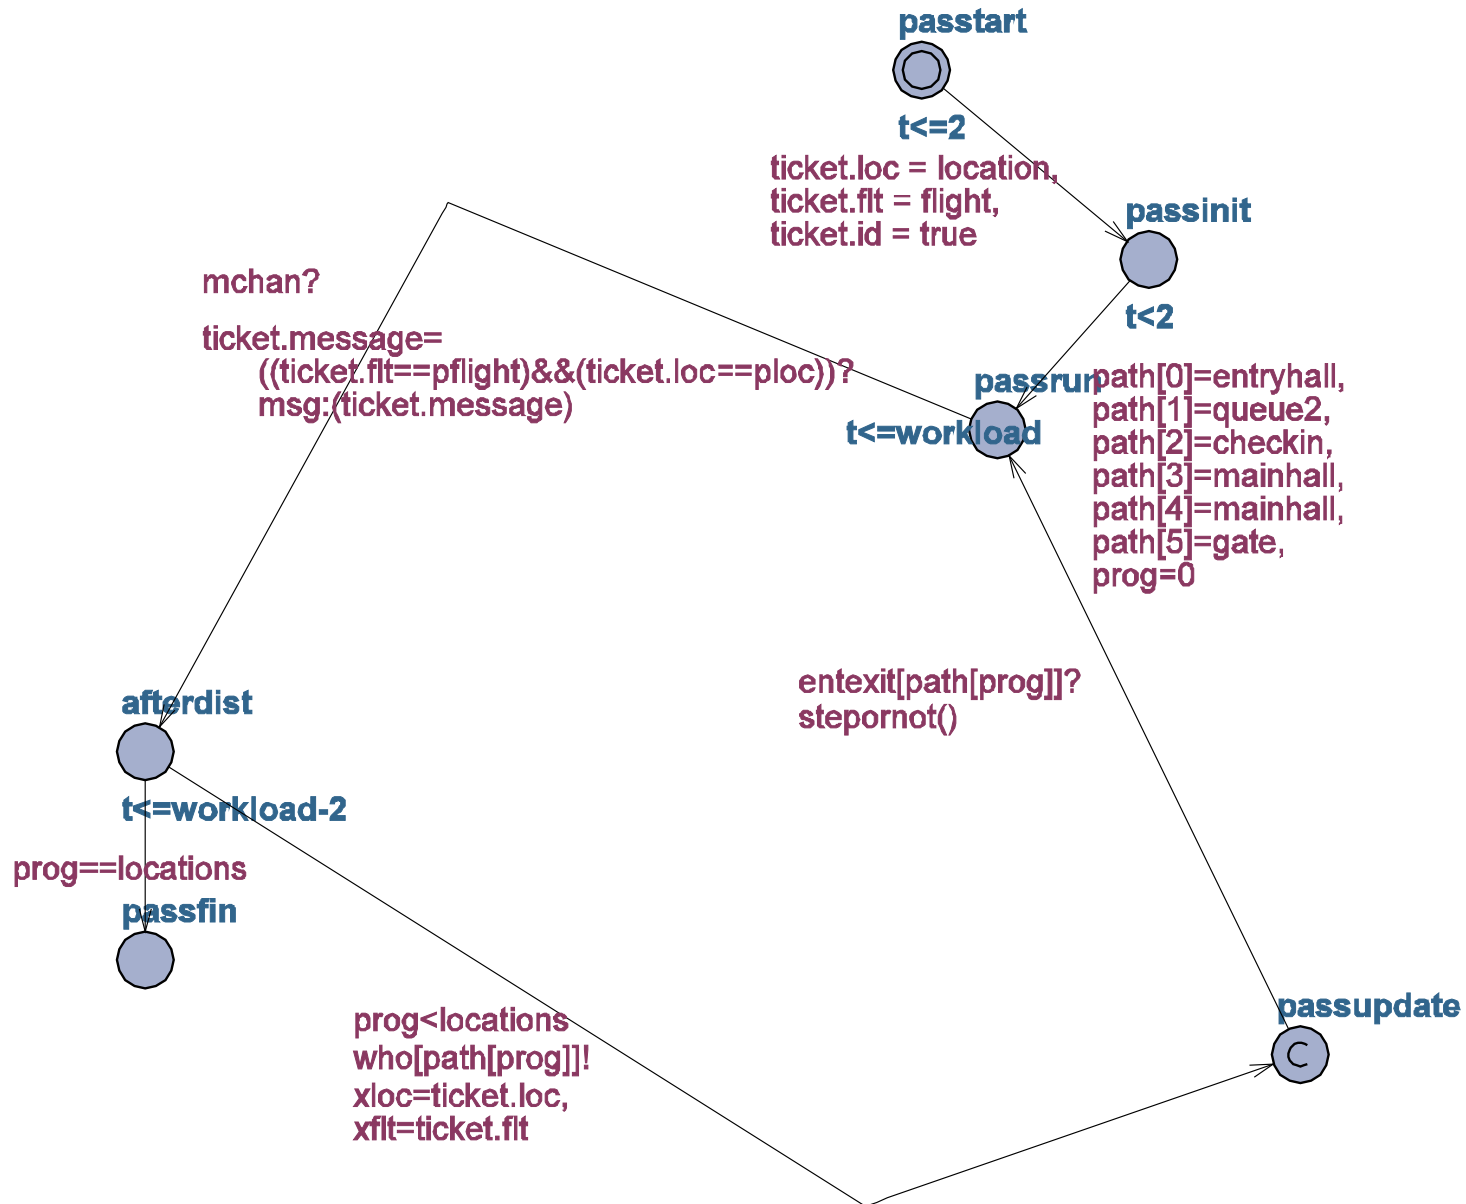 passtart
t<=2
ticket.loc = location,
ticket.flt = flight,
ticket.id = true
passinit
t<2
mchan?
ticket.message=
((ticket.flt==pflight)&&(ticket.loc==ploc))?
msg:(ticket.message)
passrun
t<=workload
path[0]=entryhall,
path[1]=queue2,
path[2]=checkin,
path[3]=mainhall,
path[4]=mainhall,
path[5]=gate,
prog=0
entexit[path[prog]]?
stepornot()
afterdist
t<=workload-2
prog==locations
passfin
prog<locations
who[path[prog]]!
xloc=ticket.loc,
xflt=ticket.flt
passupdate
C